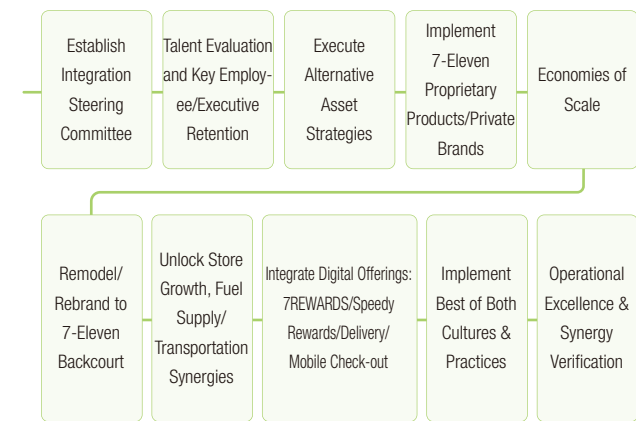 Establish
Integration
Steering
Committee
Talent Evaluation
and Key Employ-
ee/Executive
Retention
Execute
Alternative
Asset
Strategies
Implement
7-Eleven
Proprietary
Products/Private
Brands
Economies of
Scale
Remodel/
Rebrand to
7-Eleven
Backcourt
Unlock Store
Growth, Fuel
Supply/
Transportation
Synergies
Integrate Digital Offerings:
7REWARDS/Speedy
Rewards/Delivery/
Mobile Check-out
Implement
Best of Both
Cultures &
Practices
Operational
Excellence &
Synergy
Verification